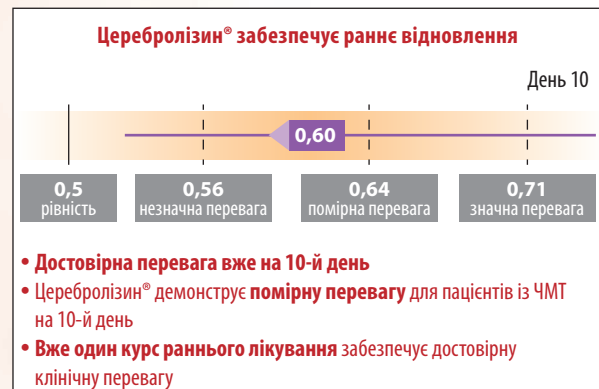 Церебролізин® забезпечує раннє відновлення
День 10
0,60
0,5
рівність
0,56
незначна перевага
0,64
помірна перевага
0,71
значна перевага
• Достовірна перевага вже на 10-й день
• Церебролізин® демонструє помірну перевагу для пацієнтів із ЧМТ
на 10-й день
• Вже один курс раннього лікування забезпечує достовірну
клінічну перевагу